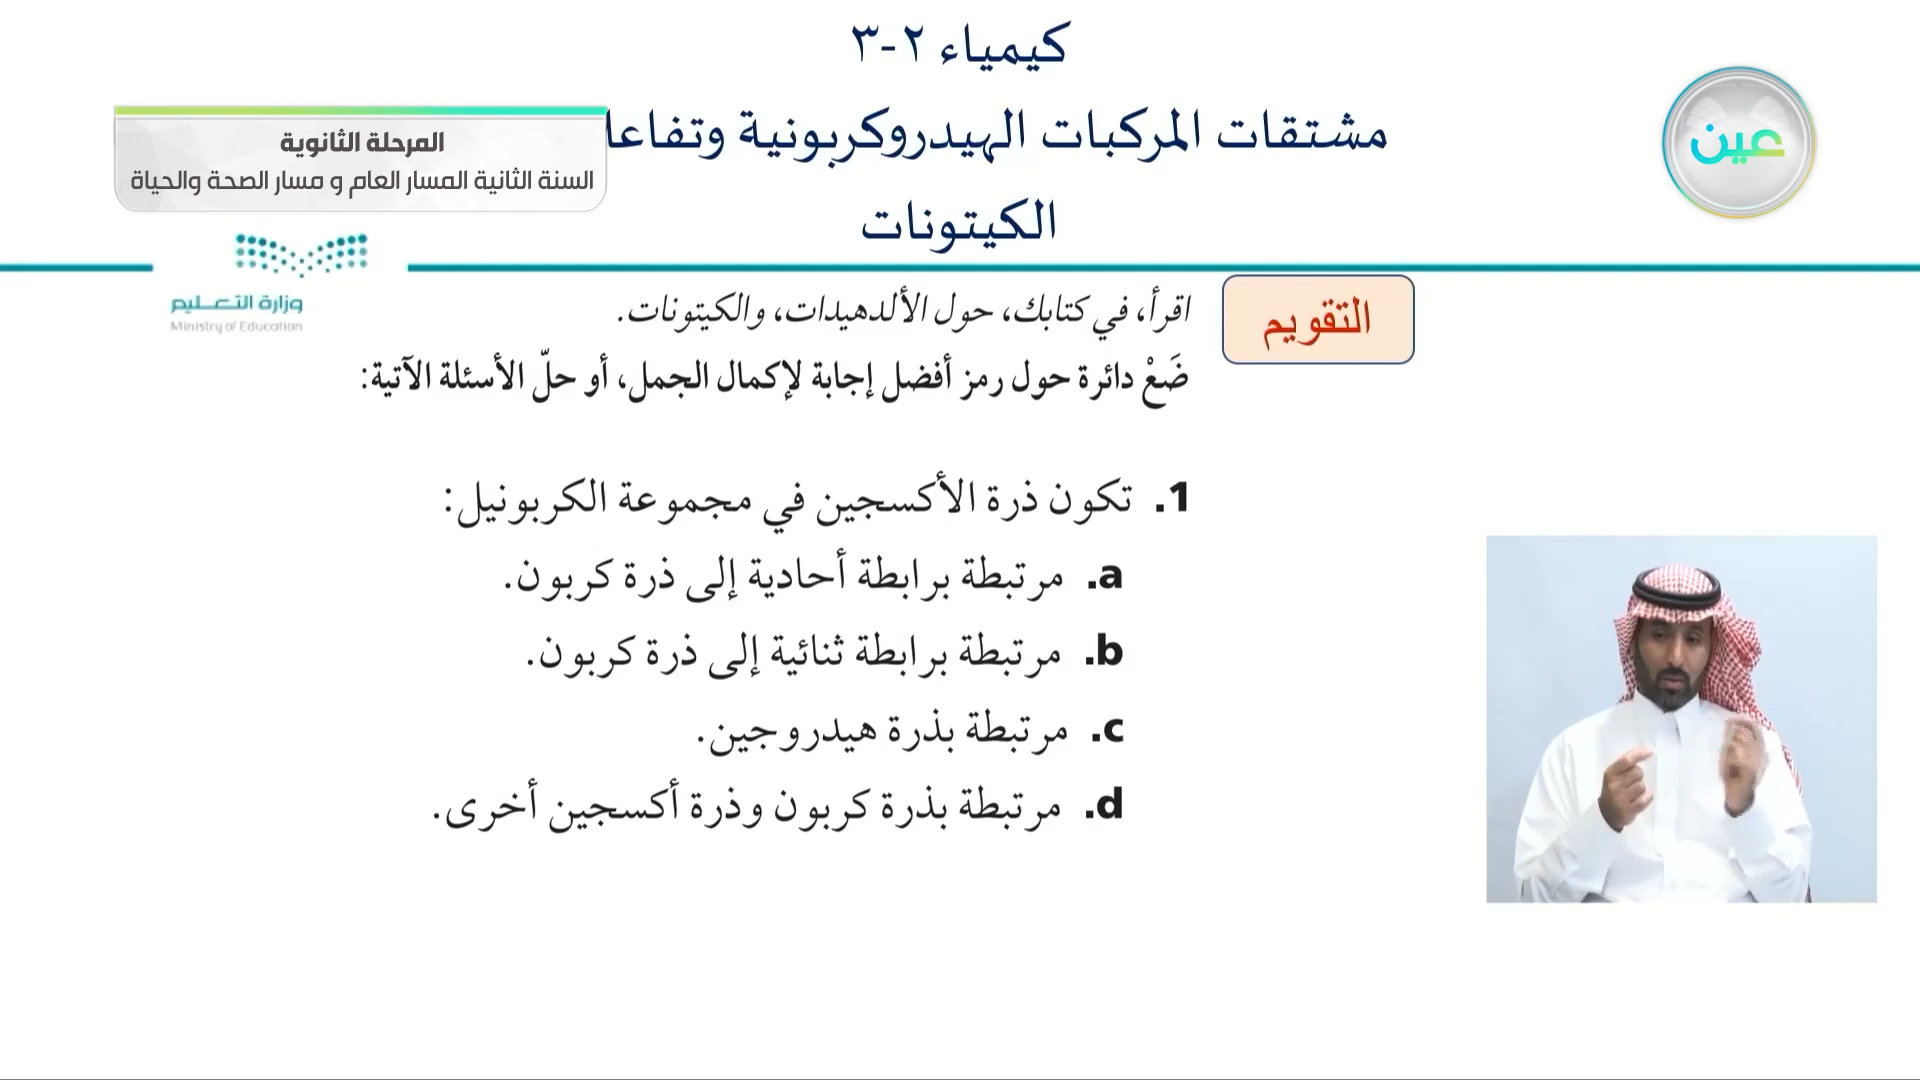 كيمياء ٢-٣
مشتقات المركبات الهيدروكربونية
الكيتونات
المرحلة الثانوية
السنة الثانية المسار العام و مسار الصحة والحياة
عين
وزارة التعليم
Ministry of Education
التقويم
اقرأ، في كتابك، حول الألدهيدات، والكيتونات.
ضَعْ دائرة حول رمز أفضل إجابة لإكمال الجمل، أو حلّ الأسئلة الآتية:
1. تكون ذرة الأكسجين في مجموعة الكربونيل:
a. مرتبطة برابطة أحادية إلى ذرة كربون.
b. مرتبطة برابطة ثنائية إلى ذرة كربون.
c. مرتبطة بذرة هيدروجين.
d. مرتبطة بذرة كربون وذرة أكسجين أخرى.